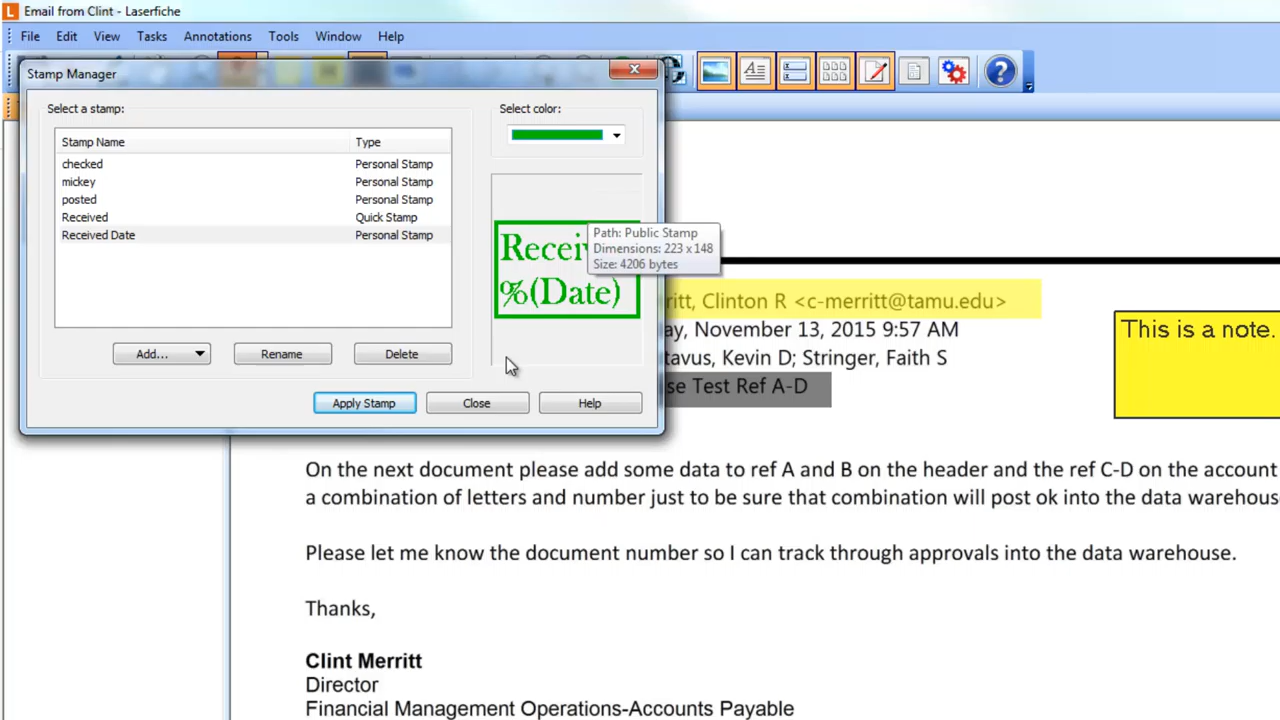 Email from Clint - Laserfiche
File Edit View Tasks Annotations Tools Window Help
Stamp Manager
Select a stamp:
Select color:
Stamp Name Type
checked Personal Stamp
mickey Personal Stamp
posted Personal Stamp
Received Quick Stamp
Received Date Personal Stamp
Path: Public Stamp
Dimensions: 223 x 148
Size: 4206 bytes
%(Date)
Add... Rename Delete
Apply Stamp Close Help
Clinton R <c-merritt@tamu.edu>
November 13, 2015 9:57 AM
Kevin D; Stringer, Faith S
Test Ref A-D
This is a note.
On the next document please add some data to ref A and B on the header and the ref C-D on the account
a combination of letters and number just to be sure that combination will post ok into the data
Please let me know the document number so I can track through approvals into the data warehouse.
Thanks,
Clint Merritt
Director
Financial Management Operations-Accounts Payable